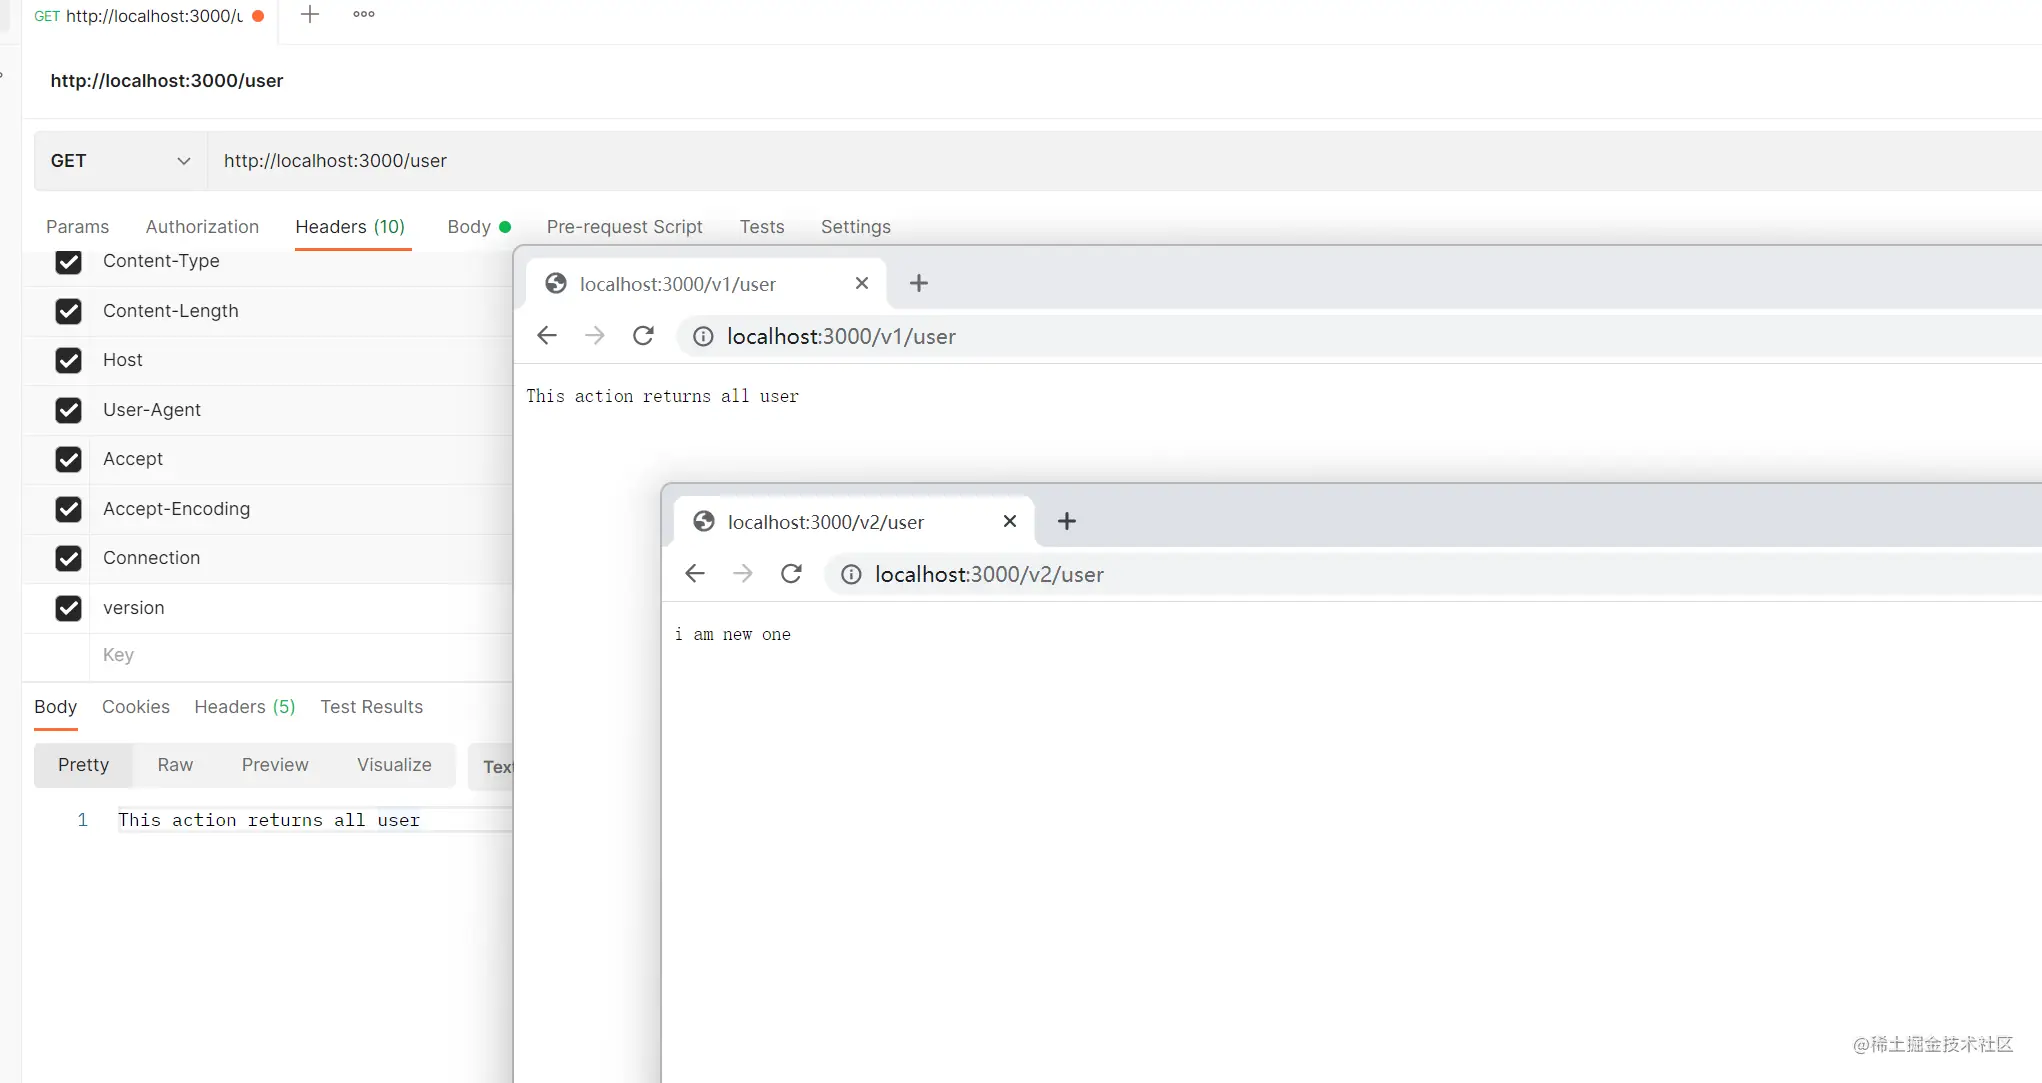 GET http://localhost:3000/u
http://localhost:3000/user
GET http://localhost:3000/user
Params Authorization Headers (10) Body Pre-request Script Tests Settings
Content-Type
Content-Length
Host
User-Agent
Accept
Accept-Encoding
Connection
version
Key
Body Cookies Headers (5) Test Results
Pretty Raw Preview Visualize Text
1 This action returns all user
localhost:3000/v1/user
localhost:3000/v1/user
This action returns all user
localhost:3000/v2/user
localhost:3000/v2/user
i am new one
@稀土掘金技术社区